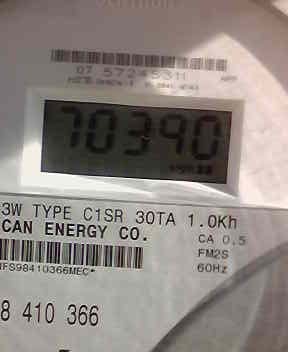 07 57245311
70390
3W TYPE C1SR 30TA 1.0Kh
CAN ENERGY CO.
CA 0.5
FM2S
60Hz
IFS98410366MEC*
8 410 366